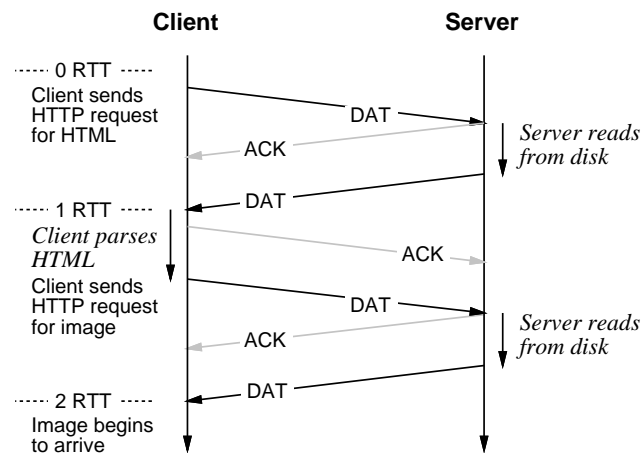 Client
Server
0 RTT
Client sends
HTTP request
for HTML
DAT
ACK
Server reads
from disk
DAT
1 RTT
Client parses
HTML
ACK
Client sends
HTTP request
for image
DAT
ACK
Server reads
from disk
DAT
2 RTT
Image begins
to arrive